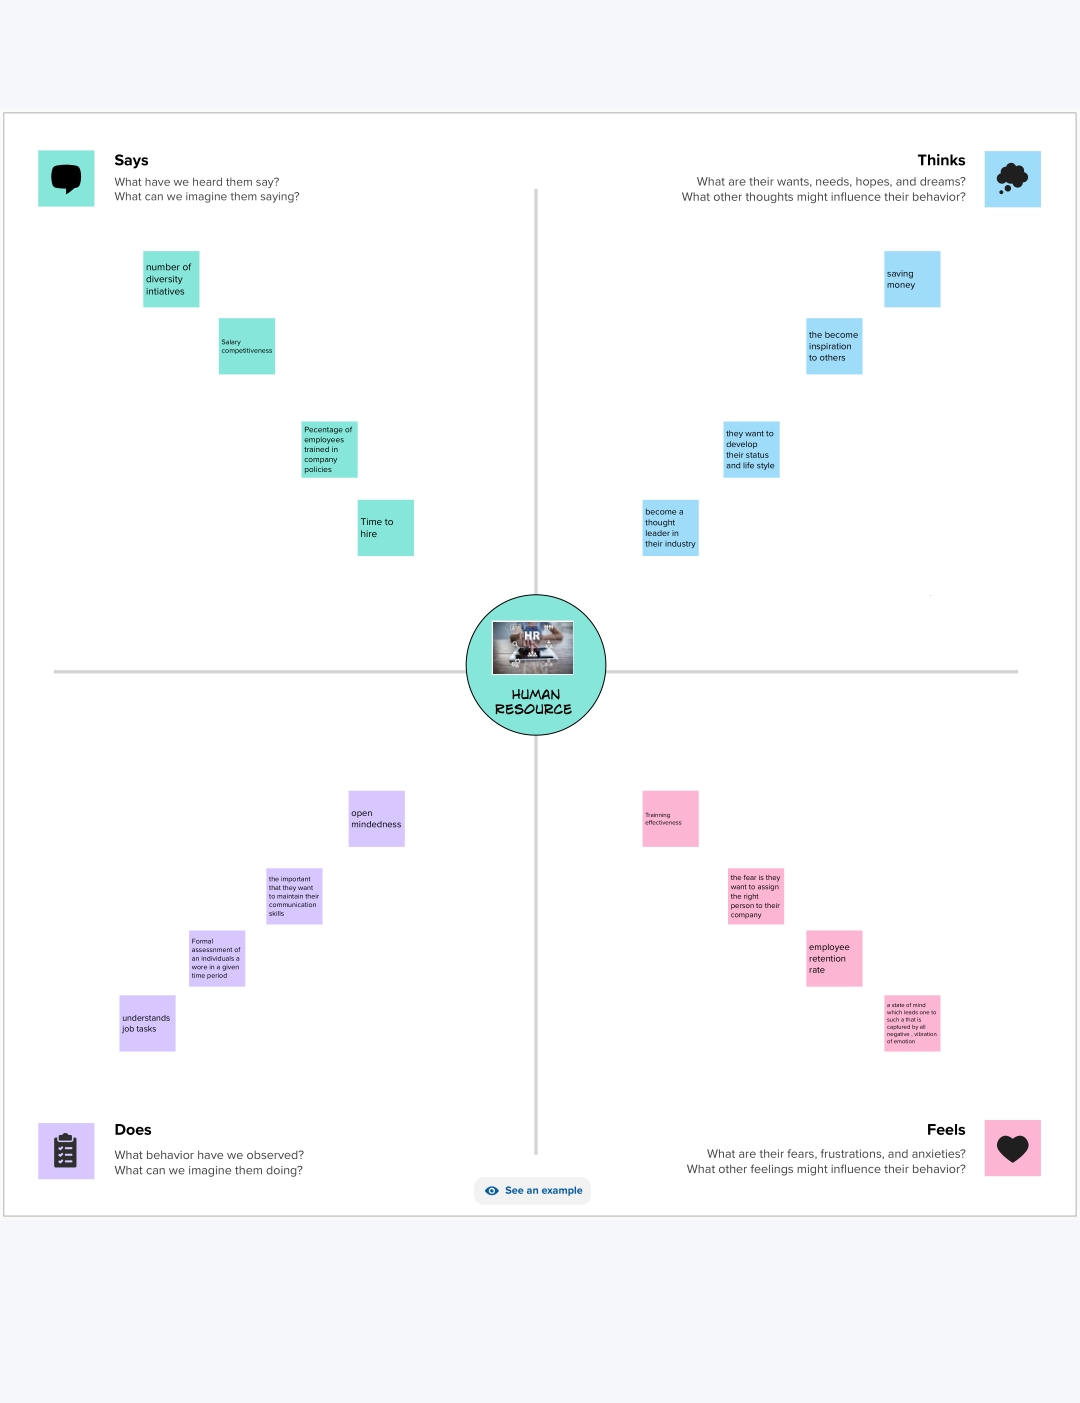 Says
What have we heard them say?
What can we imagine them saying?
Thinks
What are their wants, needs, hopes, and dreams?
What other thoughts might influence their behavior?
number of
diversity
intiatives
Salary
competitiveness
Pecentage of
employees
trained in
company
policies
Time to
hire
saving
money
the become
inspiration
to others
they want to
develop
their status
and life style
become a
thought
leader in
their industry
HR
HUMAN
RESOURCE
open
mindedness
the important
that they want
to maintain their
communication
skills
Formal
assessnment of
an individuals a
wore in a given
time period
understands
job tasks
Trainning
effectiveness
the fear is they
want to assign
the right
person to their
company
employee
retention
rate
a state of mind
which leads one to
such a that is
captured by all
negative , vibration
of emotion
Does
What behavior have we observed?
What can we imagine them doing?
Feels
What are their fears, frustrations, and anxieties?
What other feelings might influence their behavior?
See an example